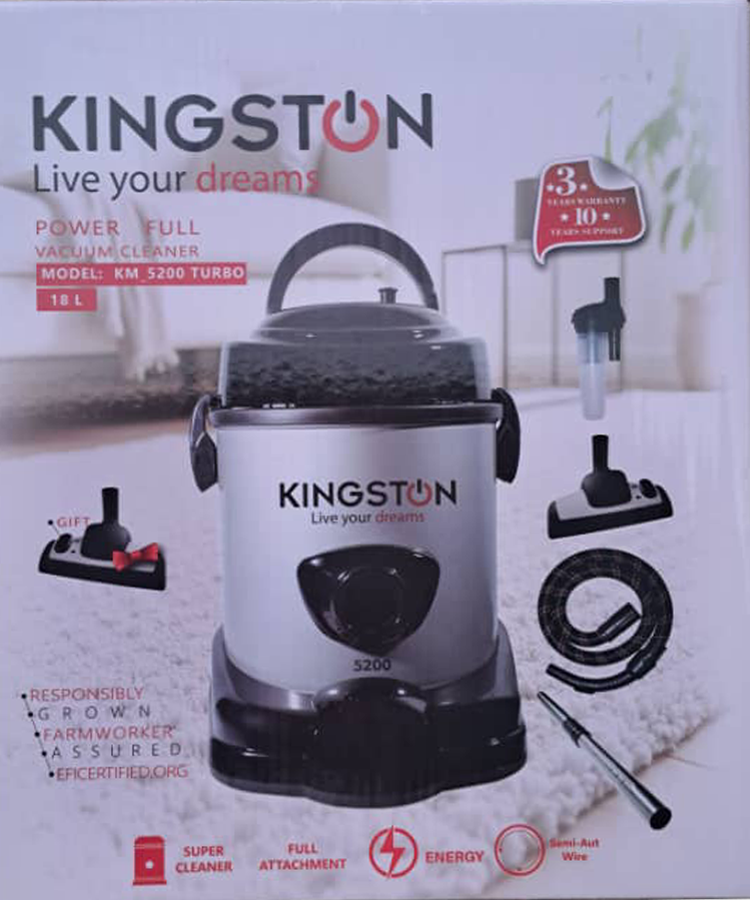 KINGSTON
Live your dreams
POWER FULL
VACUUM CLEANER
MODEL: KM_5200 TURBO
18 L
3
YEARS WARRANTY
10
YEARS SUPPORT
GIFT
KINGSTON
Live your dreams
5200
RESPONSIBLY
GROWN
FARMWORKER
ASSURED
EFICERTIFIED.ORG
SUPER
CLEANER
FULL
ATTACHMENT
ENERGY
Semi-Aut
Wire